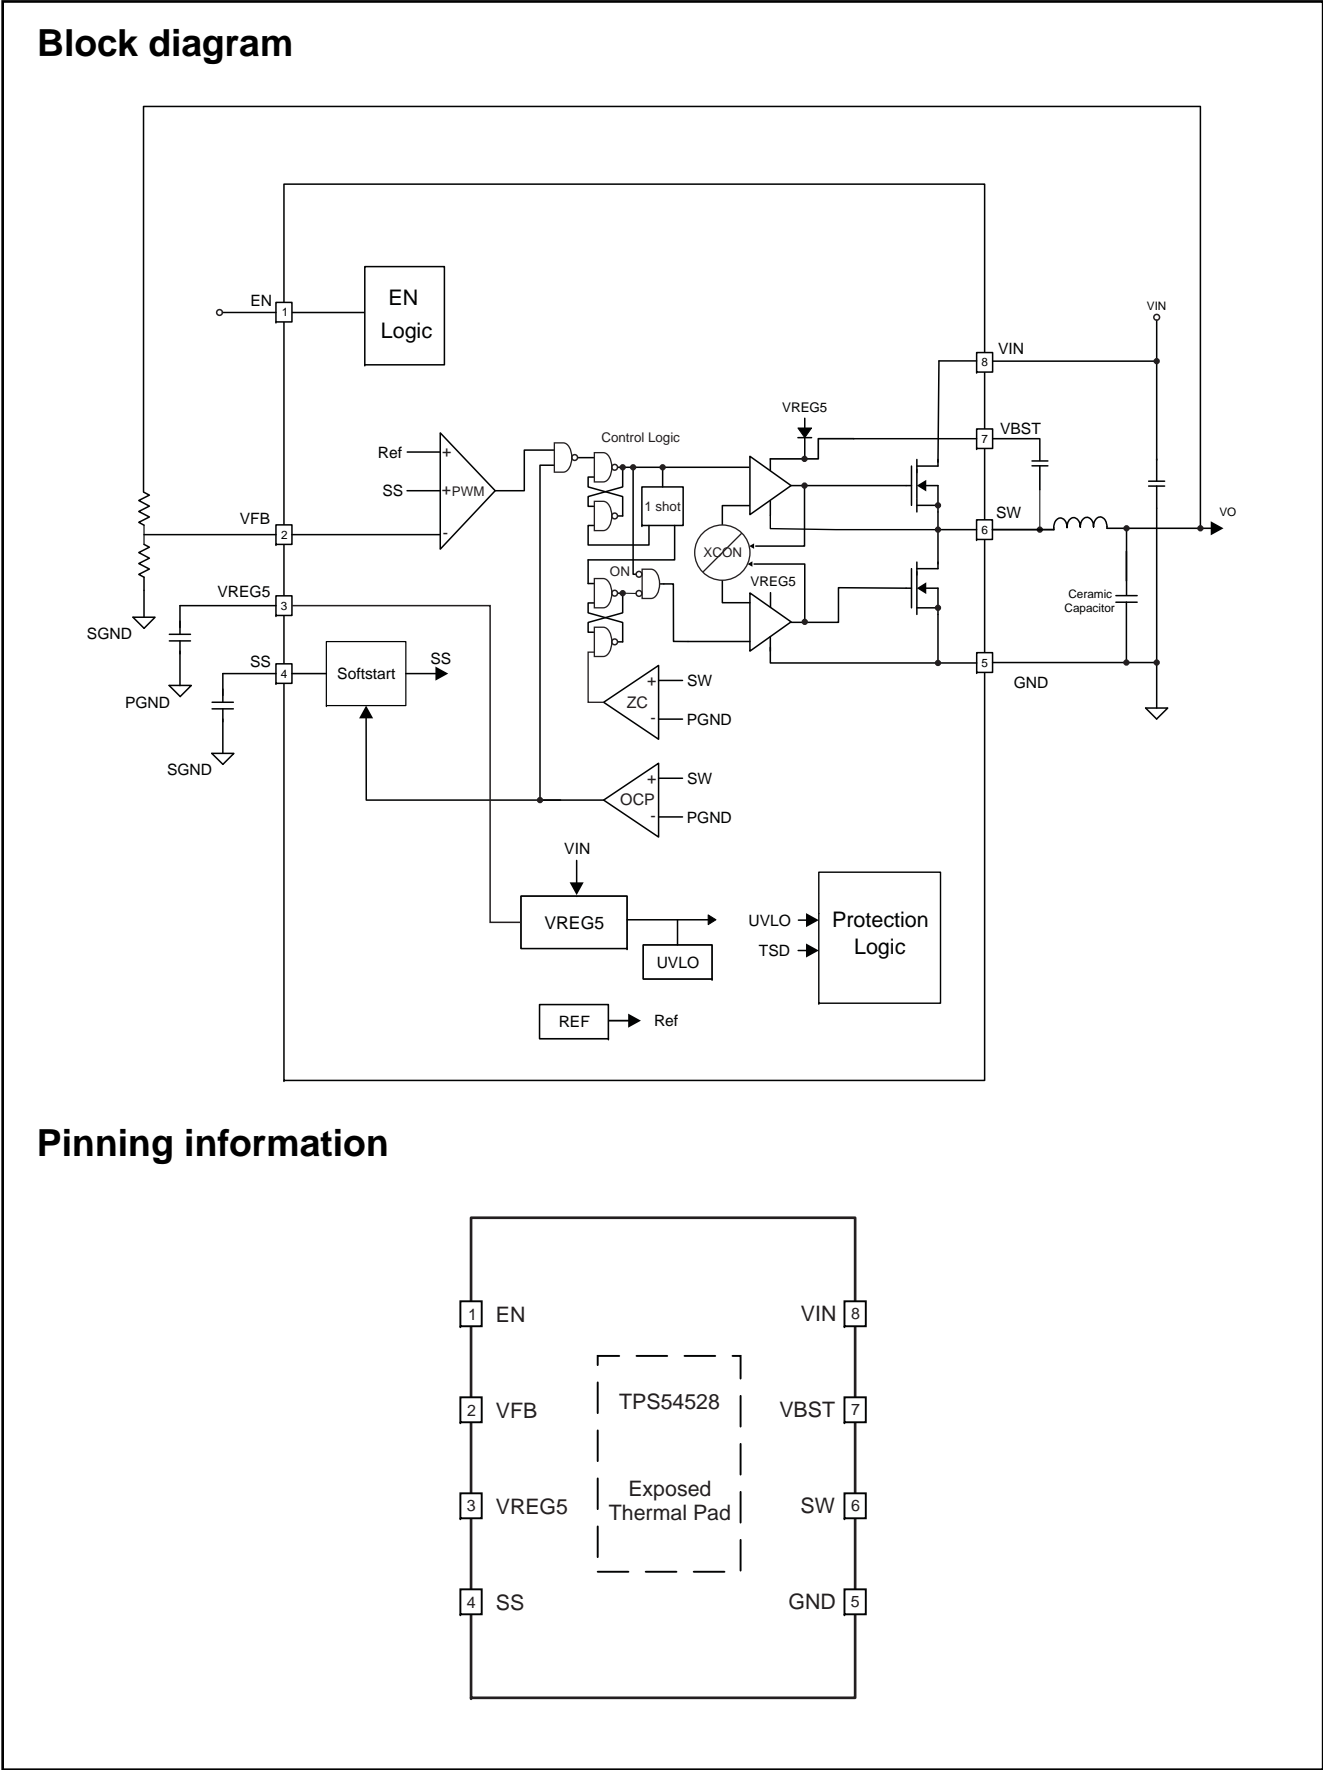 Block diagram
EN
1
EN
Logic
VIN
VIN
8
VREG5
VBST
7
Control Logic
Ref
+
SS
+PWM
-
1 shot
SW
6
VO
VFB
2
XCON
ON
VREG5
Ceramic
Capacitor
VREG5
3
SGND
SS
4
Softstart
SS
PGND
SGND
+
SW
ZC
-
PGND
5
GND
+
SW
OCP
-
PGND
VIN
VREG5
UVLO
UVLO
TSD
Protection
Logic
REF
Ref
Pinning information
1 EN
VIN 8
2 VFB
TPS54528
VBST 7
3 VREG5
Exposed
Thermal Pad
SW 6
4 SS
GND 5